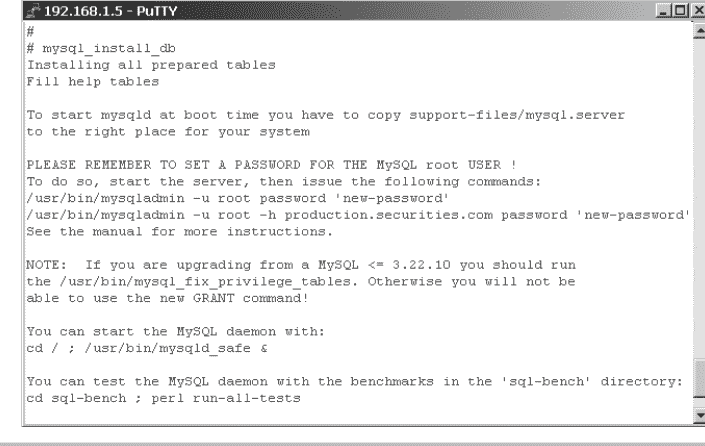 192.168.1.5 - PuTTY
#
# mysql_install_db
Installing all prepared tables
Fill help tables
To start mysqld at boot time you have to copy support-files/mysql.server
to the right place for your system
PLEASE REMEMBER TO SET A PASSWORD FOR THE MySQL root USER !
To do so, start the server, then issue the following commands:
/usr/bin/mysqladmin -u root password 'new-password'
/usr/bin/mysqladmin -u root -h production.securities.com password 'new-password'
See the manual for more instructions.
NOTE:  If you are upgrading from a MySQL <= 3.22.10 you should run
the /usr/bin/mysql_fix_privilege_tables. Otherwise you will not be
able to use the new GRANT command!
You can start the MySQL daemon with:
cd / ; /usr/bin/mysqld_safe &
You can test the MySQL daemon with the benchmarks in the 'sql-bench' directory:
cd sql-bench ; perl run-all-tests